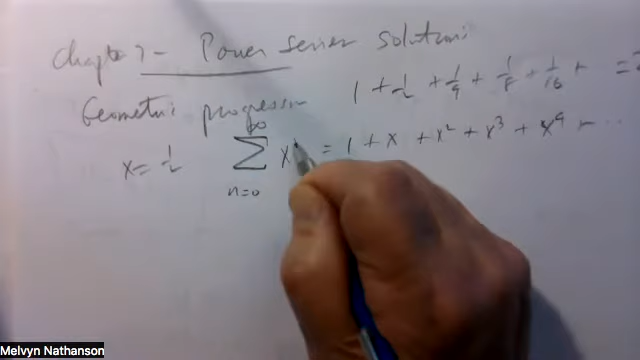 Chapter 7 - Power series solutions
1 + 1/2 + 1/4 + 1/8 + 1/16 + = 2
Geometric progression
x = 1/2 ∞ ∑ n=0 x = 1 + x + x² + x³ + x⁴ + ...
Melvyn Nathanson